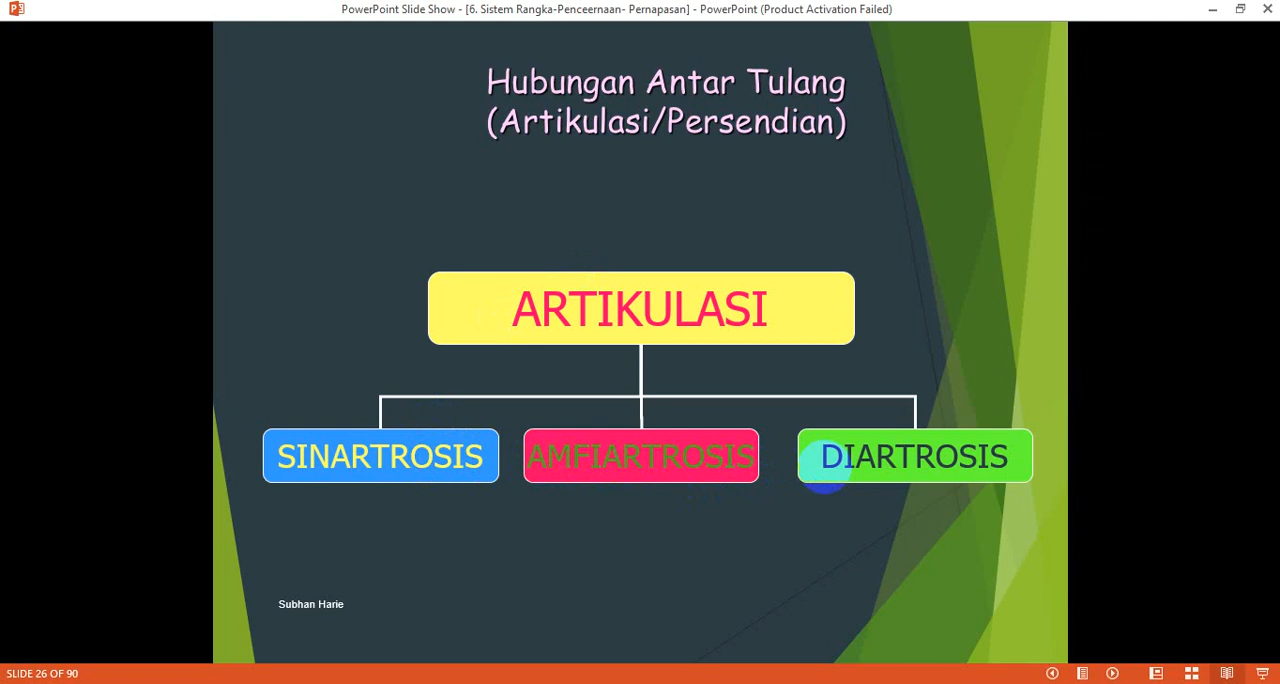 PowerPoint Slide Show - [6. Sistem Rangka-Penceernaan- Pernapasan] - PowerPoint (Product Activation Failed)
Hubungan Antar Tulang
(Artikulasi/Persendian)
ARTIKULASI
SINARTROSIS
AMFIARTROSIS
DIARTROSIS
Subhan Harie
SLIDE 26 OF 90